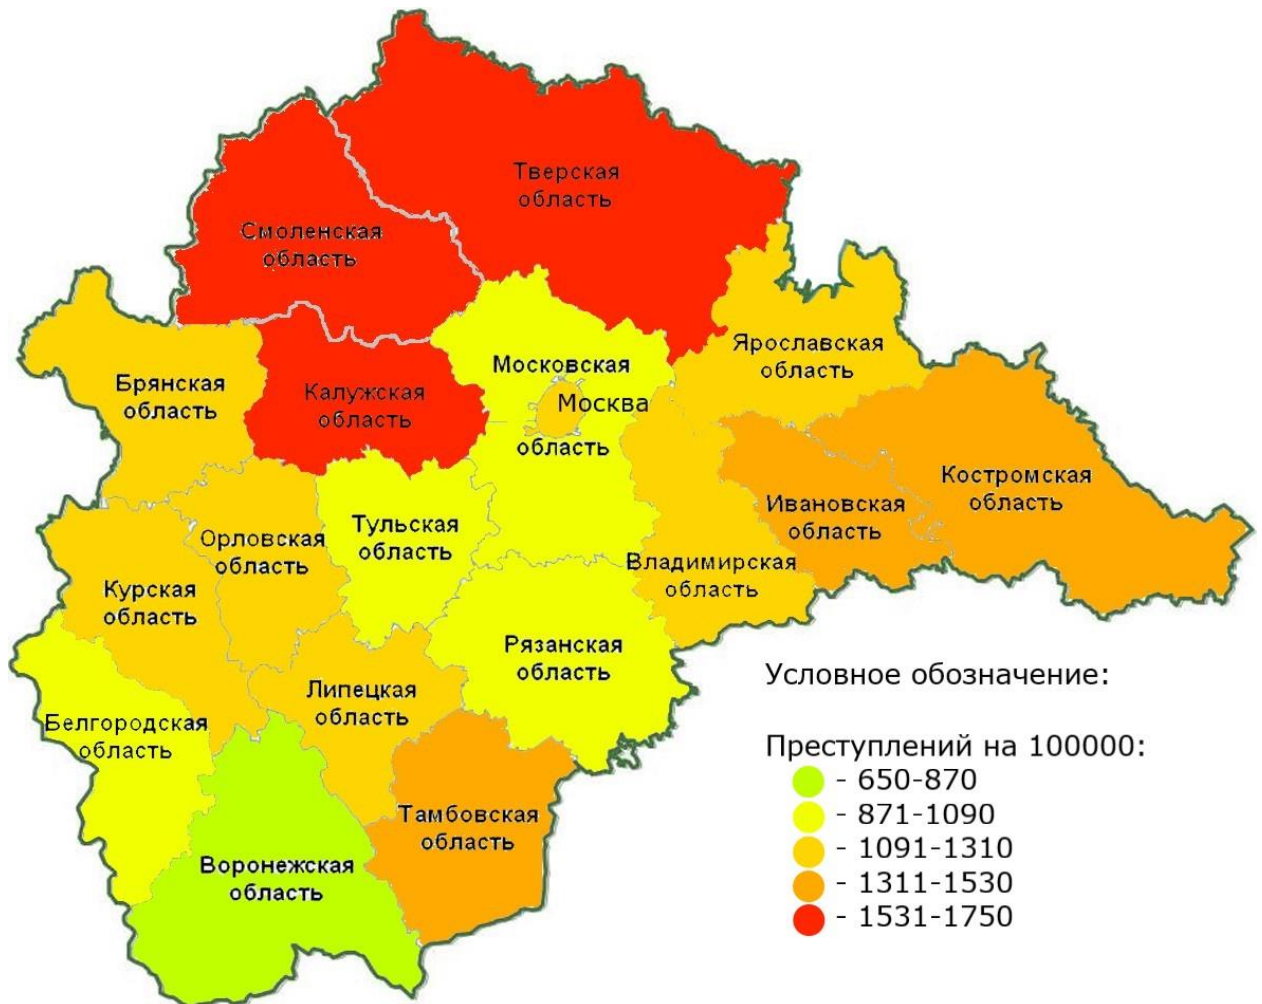 Тверская
область
Смоленская
область
Ярославская
область
Московская
область
Москва
Брянская
область
Калужская
область
Костромская
область
Ивановская
область
Тульская
область
Орловская
область
Владимирская
область
Курская
область
Рязанская
область
Липецкая
область
Белгородская
область
Тамбовская
область
Воронежская
область
Условное обозначение:
Преступлений на 100000:
- 650-870
- 871-1090
- 1091-1310
- 1311-1530
- 1531-1750